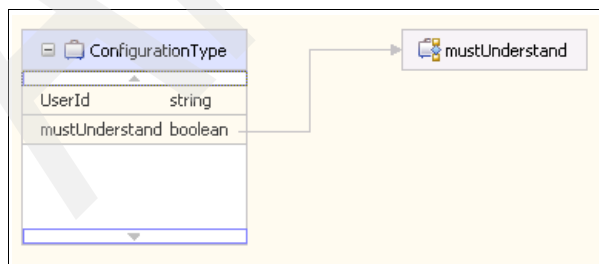 ConfigurationType
mustUnderstand
UserId string
mustUnderstand boolean